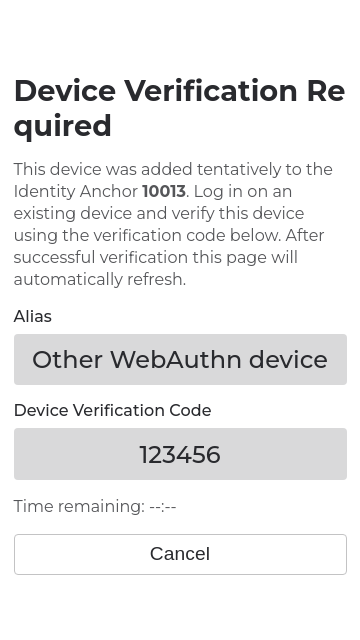 Device Verification Re
quired
This device was added tentatively to the
Identity Anchor 10013. Log in on an
existing device and verify this device
using the verification code below. After
successful verification this page will
automatically refresh.
Alias
Other WebAuthn device
Device Verification Code
123456
Time remaining: --:--
Cancel